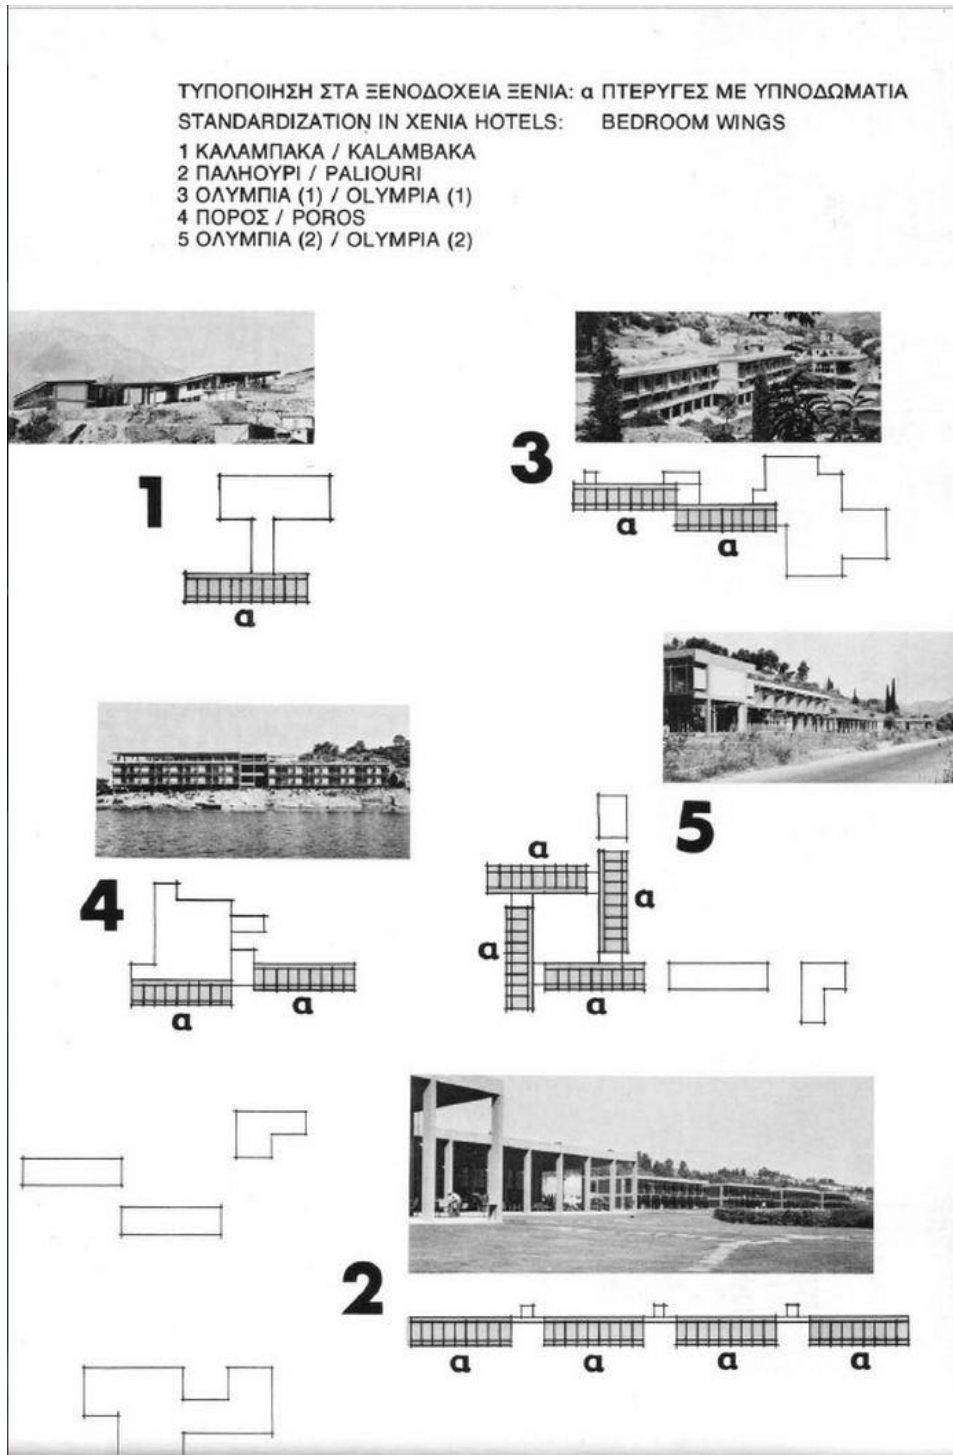 ΤΥΠΟΠΟΙΗΣΗ ΣΤΑ ΞΕΝΟΔΟΧΕΙΑ ΞΕΝΙΑ: α ΠΤΕΡΥΓΕΣ ΜΕ ΥΠΝΟΔΩΜΑΤΙΑ
STANDARDIZATION IN XENIA HOTELS: BEDROOM WINGS
1 ΚΑΛΑΜΠΑΚΑ / KALAMBAKA
2 ΠΑΛΗΟΥΡΙ / PALIOURI
3 ΟΛΥΜΠΙΑ (1) / OLYMPIA (1)
4 ΠΟΡΟΣ / POROS
5 ΟΛΥΜΠΙΑ (2) / OLYMPIA (2)
1
α
3
α
α
4
α
α
5
α
α
α
α
2
α
α
α
α